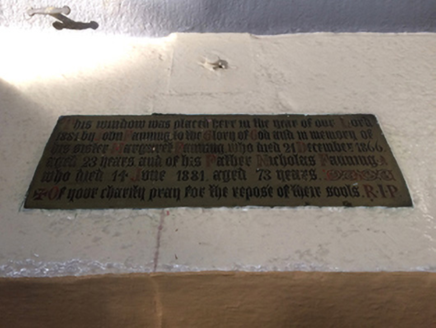 This window was placed here in the year of our Lord
1881 by John Fanning to the Glory of God and in memory of
his sister Margaret Fanning who died 21 December 1866
aged 23 years and of his Father Nicholas Fanning
who died 14 June 1881 aged 73 years
Of your charity pray for the repose of their souls R·I·P